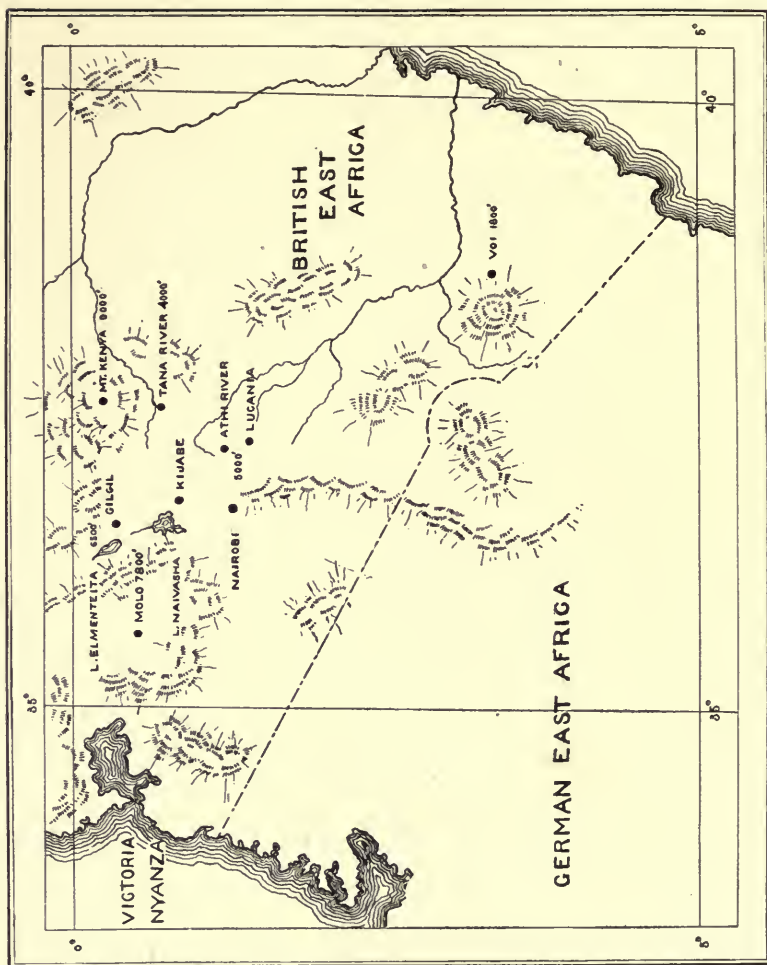 35°
40°
0°
0°
VICTORIA
NYANZA
L. ELMENTEITA
6500'
GILGIL
MT. KENYA 9000'
MOLO 7800'
TANA RIVER 4000'
L. NAIVASHA
KIJABE
ATHI RIVER
NAIROBI
5000'
LUCANIA
BRITISH
EAST
AFRICA
VOI 1800'
GERMAN EAST AFRICA
5°
5°
35°
40°